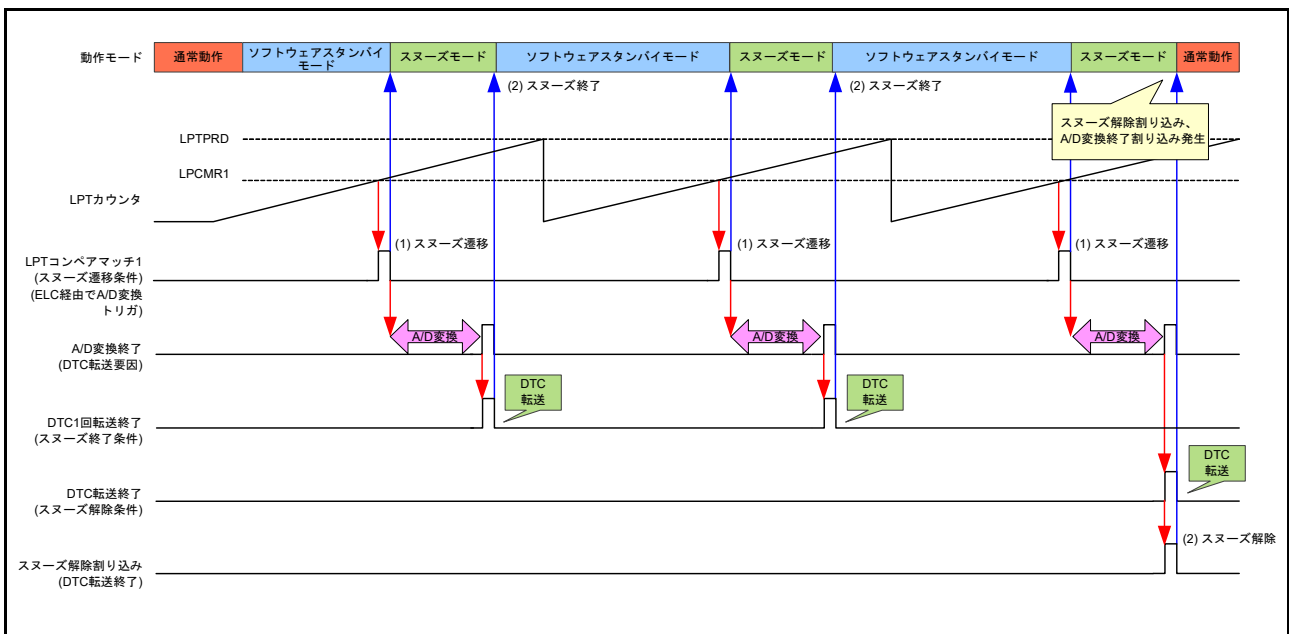 動作モード
通常動作
ソフトウェアスタンバイ
モード
スヌーズモード
ソフトウェアスタンバイモード
スヌーズモード
ソフトウェアスタンバイモード
スヌーズモード
通常動作
(2) スヌーズ終了
(2) スヌーズ終了
スヌーズ解除割り込み、
A/D変換終了割り込み発生
LPTPRD
LPCMR1
LPTカウンタ
(1) スヌーズ遷移
(1) スヌーズ遷移
(1) スヌーズ遷移
LPTコンペアマッチ1
(スヌーズ遷移条件)
(ELC経由でA/D変換
トリガ)
A/D変換
A/D変換
A/D変換
A/D変換終了
(DTC転送要因)
DTC
転送
DTC
転送
DTC1回転送終了
(スヌーズ終了条件)
DTC
転送
DTC転送終了
(スヌーズ解除条件)
(2) スヌーズ解除
スヌーズ解除割り込み
(DTC転送終了)